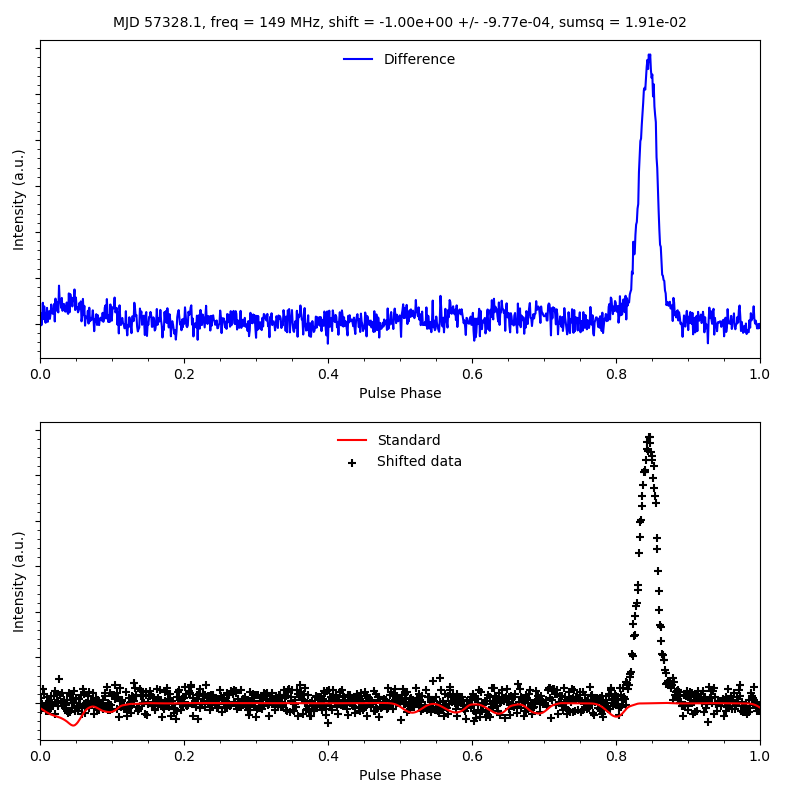 MJD 57328.1, freq = 149 MHz, shift = -1.00e+00 +/- -9.77e-04, sumsq = 1.91e-02
Difference
Intensity (a.u.)
0.0 0.2 0.4 0.6 0.8 1.0
Pulse Phase
Standard
Shifted data
Intensity (a.u.)
0.0 0.2 0.4 0.6 0.8 1.0
Pulse Phase